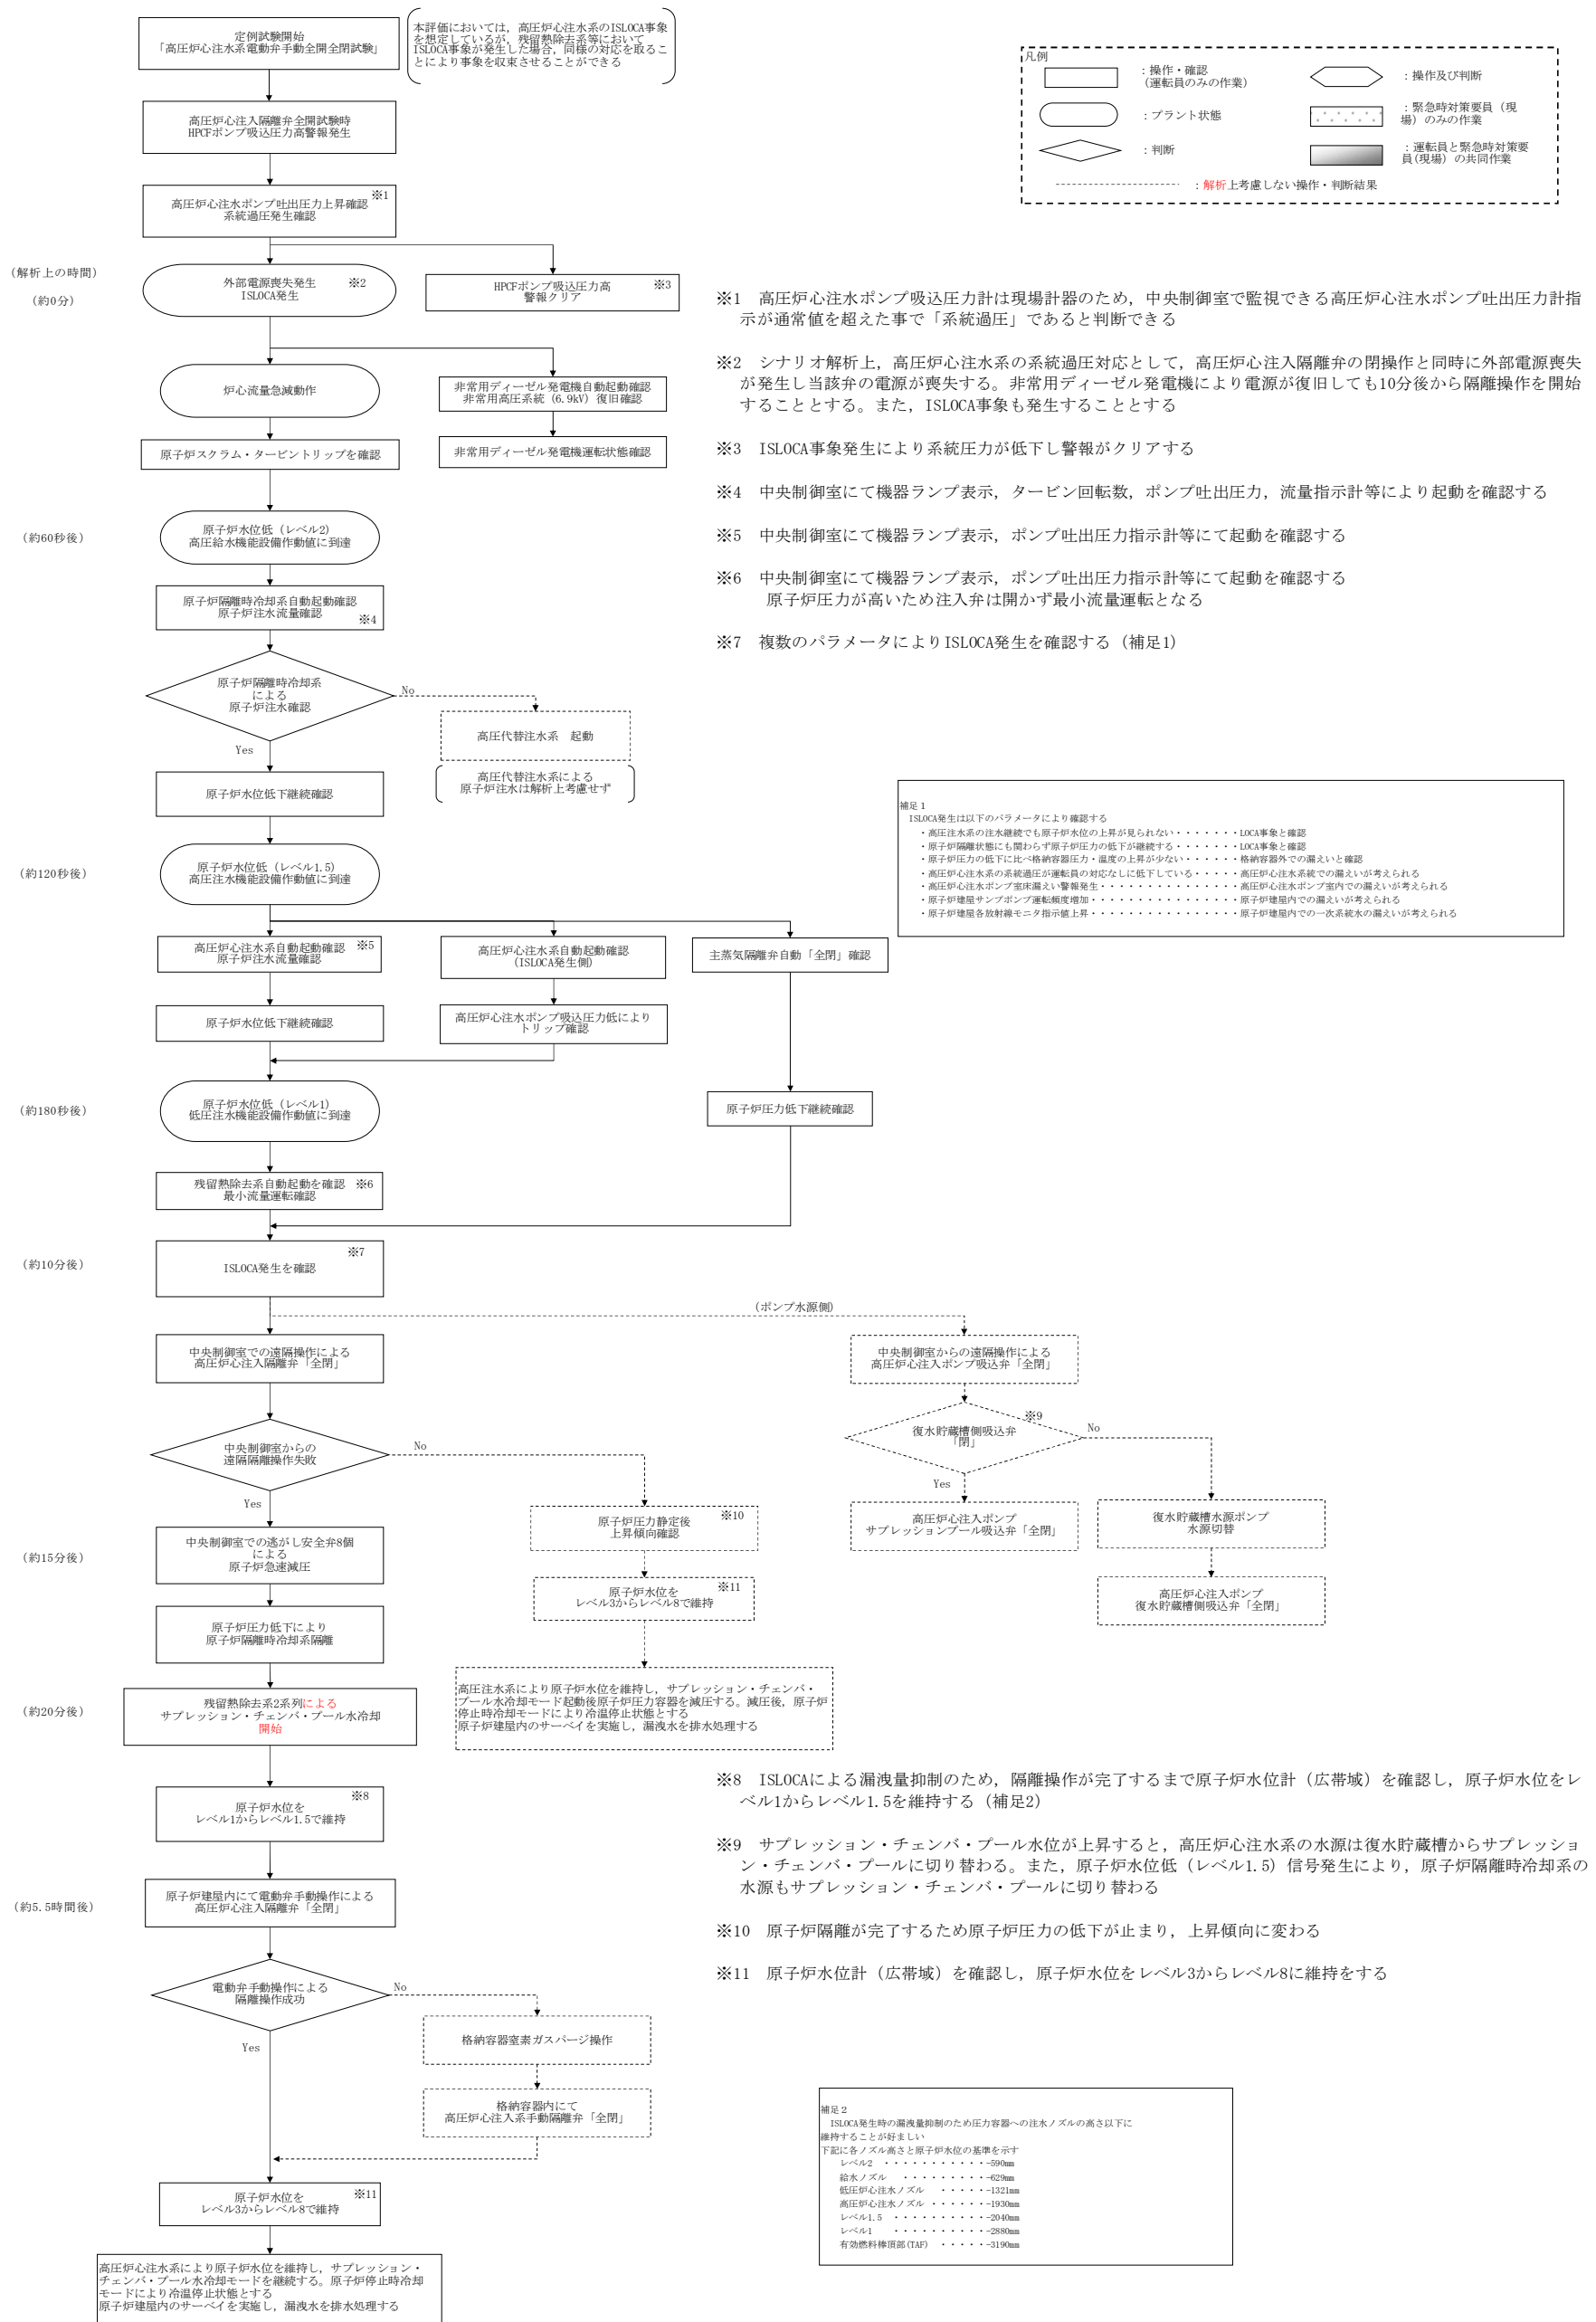 定例試験開始
「高圧炉心注水系電動弁手動全開全閉試験」
本評価においては，高圧炉心注水系のISLOCA事象
を想定しているが，残留熱除去系等において
ISLOCA事象が発生した場合，同様の対応を取るこ
とにより事象を収束させることができる
凡例
：操作・確認
（運転員のみの作業）
：操作及び判断
：プラント状態
：緊急時対策要員（現
場）のみの作業
：判断
：運転員と緊急時対策要
員(現場）の共同作業
：解析上考慮しない操作・判断結果
高圧炉心注入隔離弁全開試験時
HPCFポンプ吸込圧力高警報発生
高圧炉心注水ポンプ吐出圧力上昇確認 ※1
系統過圧発生確認
（解析上の時間）
（約0分）
外部電源喪失発生 ※2
ISLOCA発生
HPCFポンプ吸込圧力高 ※3
警報クリア
※1　高圧炉心注水ポンプ吸込圧力計は現場計器のため，中央制御室で監視できる高圧炉心注水ポンプ吐出圧力計指
示が通常値を超えた事で「系統過圧」であると判断できる
※2　シナリオ解析上，高圧炉心注水系の系統過圧対応として，高圧炉心注入隔離弁の閉操作と同時に外部電源喪失
が発生し当該弁の電源が喪失する。非常用ディーゼル発電機により電源が復旧しても10分後から隔離操作を開始
することとする。また，ISLOCA事象も発生することとする
※3　ISLOCA事象発生により系統圧力が低下し警報がクリアする
※4　中央制御室にて機器ランプ表示，タービン回転数，ポンプ吐出圧力，流量指示計等により起動を確認する
※5　中央制御室にて機器ランプ表示，ポンプ吐出圧力指示計等にて起動を確認する
※6　中央制御室にて機器ランプ表示，ポンプ吐出圧力指示計等にて起動を確認する
原子炉圧力が高いため注入弁は開かず最小流量運転となる
※7　複数のパラメータによりISLOCA発生を確認する（補足1）
炉心流量急減動作
非常用ディーゼル発電機自動起動確認
非常用高圧系統（6.9kV）復旧確認
原子炉スクラム・タービントリップを確認
非常用ディーゼル発電機運転状態確認
（約60秒後）
原子炉水位低（レベル2）
高圧給水機能設備作動値に到達
原子炉隔離時冷却系自動起動確認
原子炉注水流量確認
※4
原子炉隔離時冷却系
による
原子炉注水確認
No
Yes
高圧代替注水系　起動
高圧代替注水系による
原子炉注水は解析上考慮せず
原子炉水位低下継続確認
補足１
ISLOCA発生は以下のパラメータにより確認する
・高圧注水系の注水継続でも原子炉水位の上昇が見られない・・・・・・・LOCA事象と確認
・原子炉隔離状態にも関わらず原子炉圧力の低下が継続する・・・・・・・LOCA事象と確認
・原子炉圧力の低下に比べ格納容器圧力・温度の上昇が少ない・・・・・・格納容器外での漏えいと確認
・高圧炉心注水系の系統過圧が運転員の対応なしに低下している・・・・・高圧炉心注水系統での漏えいが考えられる
・高圧炉心注水ポンプ室床漏えい警報発生・・・・・・・・・・・・・・・高圧炉心注水ポンプ室内での漏えいが考えられる
・原子炉建屋サンプポンプ運転頻度増加・・・・・・・・・・・・・・・・原子炉建屋内での漏えいが考えられる
・原子炉建屋各放射線モニタ指示値上昇・・・・・・・・・・・・・・・・原子炉建屋内での一次系統水の漏えいが考えられる
（約120秒後）
原子炉水位低（レベル1.5）
高圧注水機能設備作動値に到達
高圧炉心注水系自動起動確認 ※5
原子炉注水流量確認
高圧炉心注水系自動起動確認
(ISLOCA発生側)
主蒸気隔離弁自動「全閉」確認
原子炉水位低下継続確認
高圧炉心注水ポンプ吸込圧力低により
トリップ確認
（約180秒後）
原子炉水位低（レベル1）
低圧注水機能設備作動値に到達
原子炉圧力低下継続確認
残留熱除去系自動起動を確認 ※6
最小流量運転確認
（約10分後）
※7
ISLOCA発生を確認
(ポンプ水源側)
中央制御室での遠隔操作による
高圧炉心注入隔離弁「全閉」
中央制御室からの遠隔操作による
高圧炉心注入ポンプ吸込弁「全閉」
中央制御室からの
遠隔隔離操作失敗
No
Yes
※9
復水貯蔵槽側吸込弁
「閉」
No
Yes
原子炉圧力静定後 ※10
上昇傾向確認
高圧炉心注入ポンプ
サプレッションプール吸込弁「全閉」
復水貯蔵槽水源ポンプ
水源切替
（約15分後）
中央制御室での逃がし安全弁8個
による
原子炉急速減圧
原子炉水位を ※11
レベル3からレベル8で維持
高圧炉心注入ポンプ
復水貯蔵槽側吸込弁「全閉」
原子炉圧力低下により
原子炉隔離時冷却系隔離
（約20分後）
残留熱除去系2系列による
サプレッション・チェンバ・プール水冷却
開始
高圧注水系により原子炉水位を維持し，サプレッション・チェンバ・
プール水冷却モード起動後原子炉圧力容器を減圧する。減圧後，原子炉
停止時冷却モードにより冷温停止状態とする
原子炉建屋内のサーベイを実施し，漏洩水を排水処理する
※8
原子炉水位を
レベル1からレベル1.5で維持
※8　ISLOCAによる漏洩量抑制のため，隔離操作が完了するまで原子炉水位計（広帯域）を確認し，原子炉水位をレ
ベル1からレベル1.5を維持する（補足2）
※9　サプレッション・チェンバ・プール水位が上昇すると，高圧炉心注水系の水源は復水貯蔵槽からサプレッショ
ン・チェンバ・プールに切り替わる。また，原子炉水位低（レベル1.5）信号発生により，原子炉隔離時冷却系の
水源もサプレッション・チェンバ・プールに切り替わる
※10　原子炉隔離が完了するため原子炉圧力の低下が止まり，上昇傾向に変わる
※11　原子炉水位計（広帯域）を確認し，原子炉水位をレベル3からレベル8に維持をする
（約5.5時間後）
原子炉建屋内にて電動弁手動操作による
高圧炉心注入隔離弁「全閉」
電動弁手動操作による
隔離操作成功
No
Yes
格納容器窒素ガスパージ操作
格納容器内にて
高圧炉心注入系手動隔離弁「全閉」
原子炉水位を ※11
レベル3からレベル8で維持
高圧炉心注水系により原子炉水位を維持し，サプレッション・
チェンバ・プール水冷却モードを継続する。原子炉停止時冷却
モードにより冷温停止状態とする
原子炉建屋内のサーベイを実施し，漏洩水を排水処理する
補足２
ISLOCA発生時の漏洩量抑制のため圧力容器への注水ノズルの高さ以下に
維持することが好ましい
下記に各ノズル高さと原子炉水位の基準を示す
レベル2　・・・・・・・・・・・-590mm
給水ノズル　・・・・・・・・・-629mm
低圧炉心注水ノズル　・・・・・-1321mm
高圧炉心注水ノズル・・・・・・-1930mm
レベル1.5　・・・・・・・・・・-2040mm
レベル1　・・・・・・・・・・-2880mm
有効燃料棒頂部(TAF)　・・・・・-3190mm